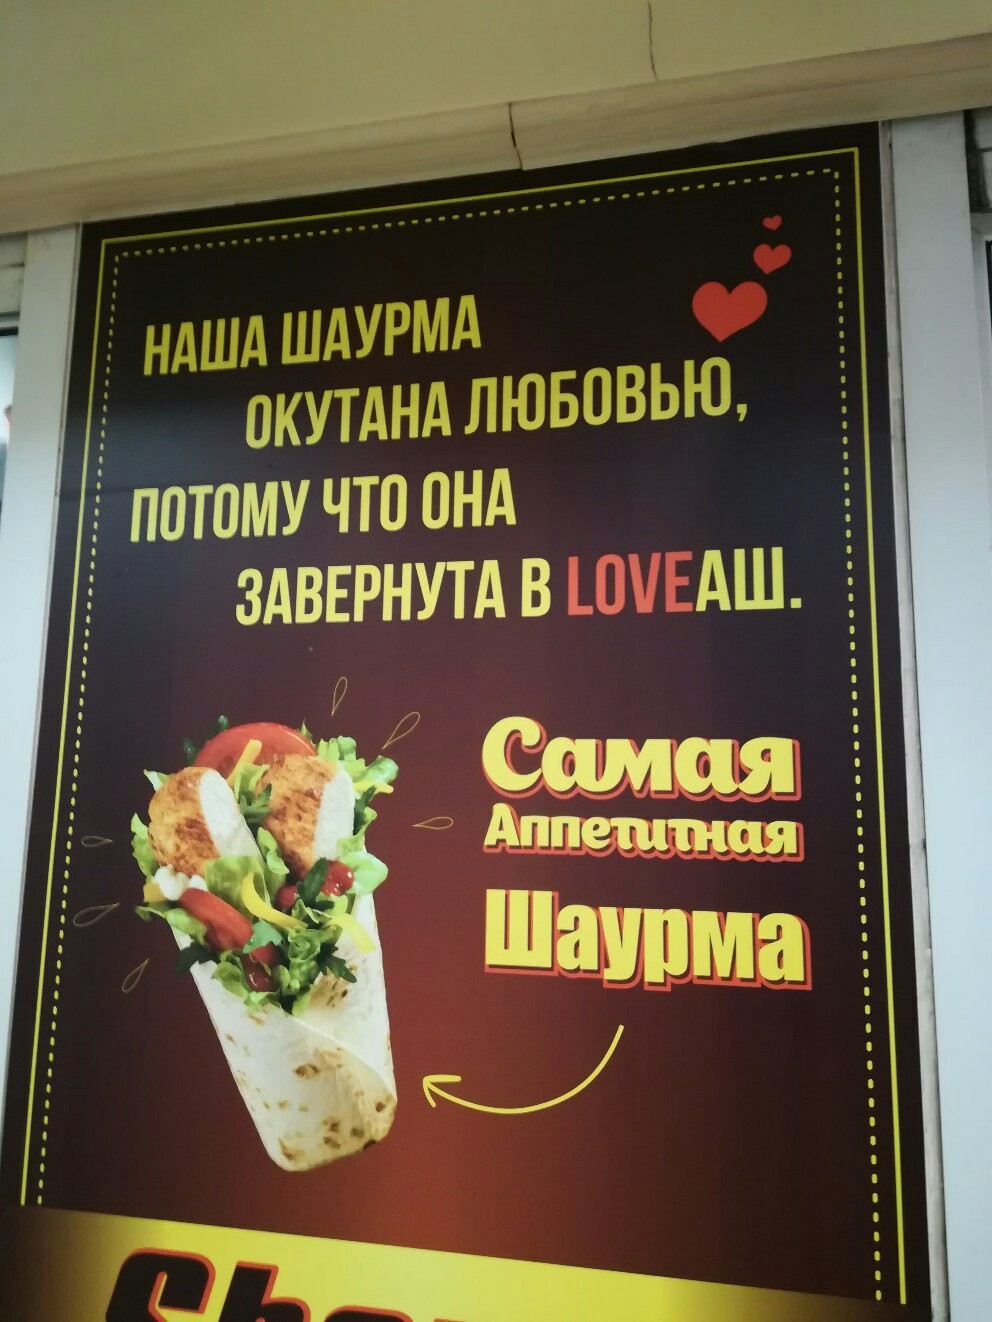 НАША ШАУРМА
ОКУТАНА ЛЮБОВЬЮ,
ПОТОМУ ЧТО ОНА
ЗАВЕРНУТА В LOVEАШ.
Самая
Аппетитная
Шаурма